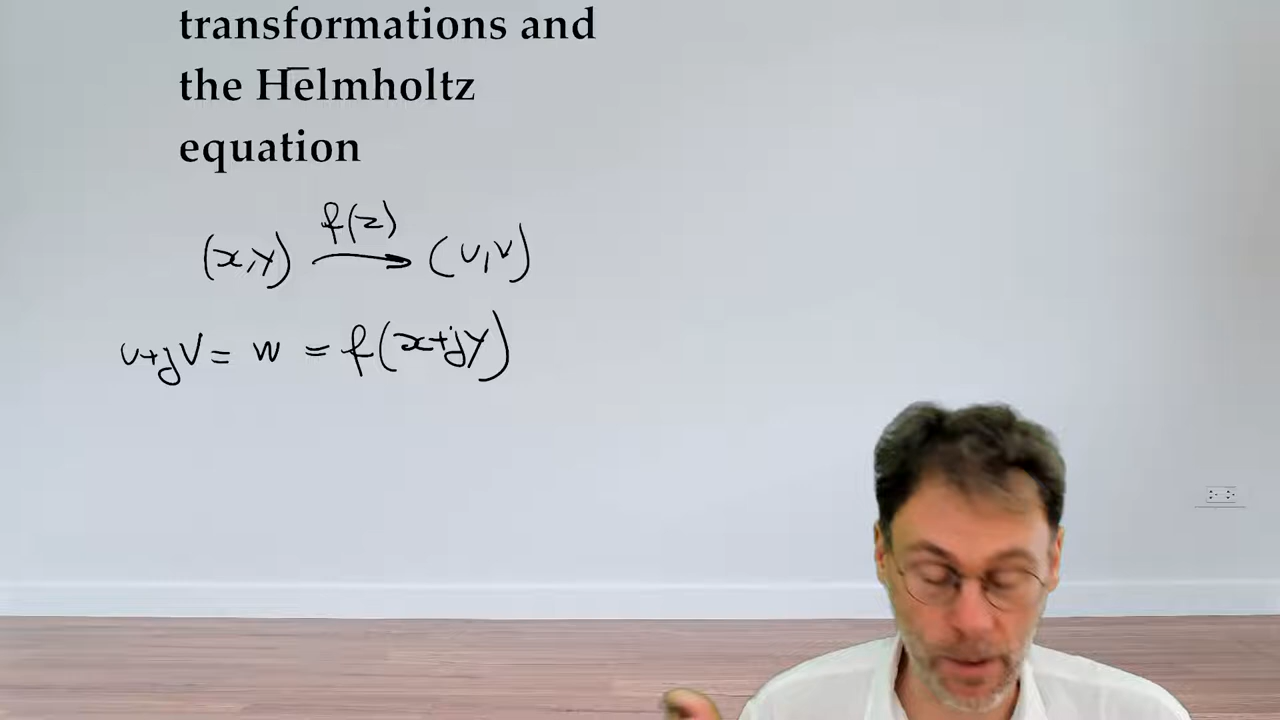 transformations and
the Helmholtz
equation
f(z)
(x,y) → (u,v)
u+jv = w = f(x+jy)